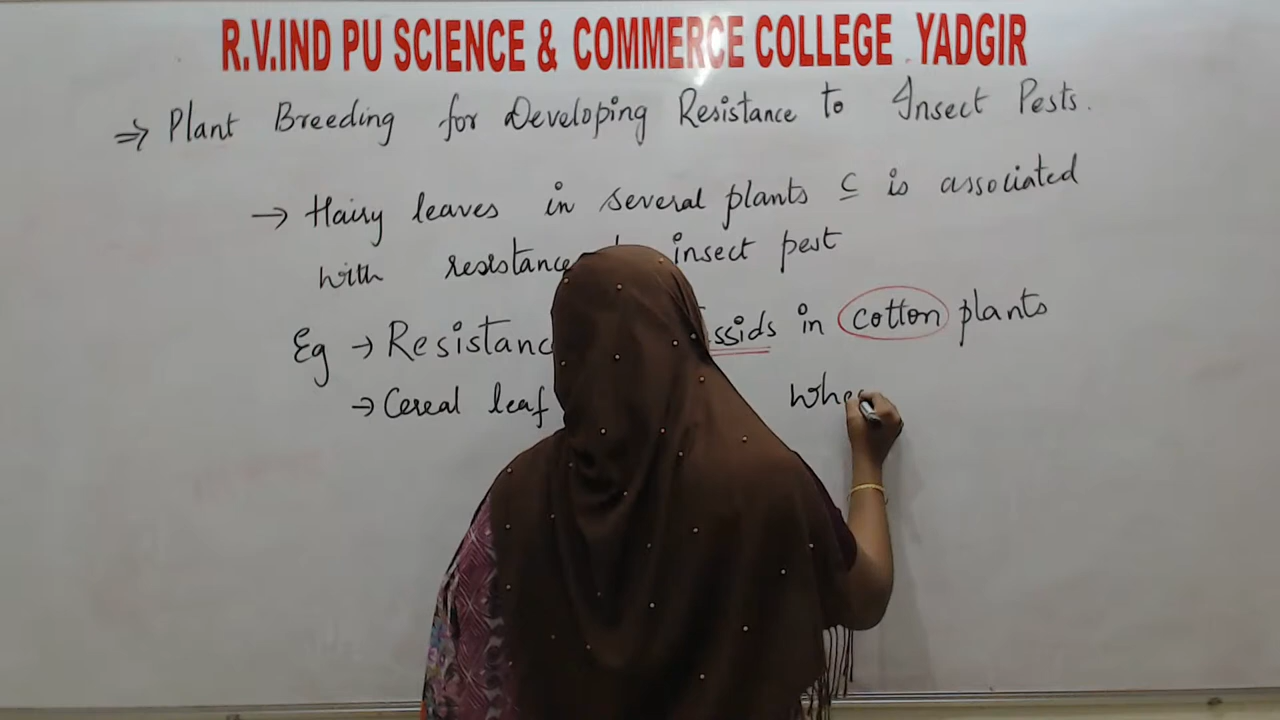 R.V.IND PU SCIENCE & COMMERCE COLLEGE YADGIR
⇒ Plant Breeding for Developing Resistance to Insect Pests.
→ Hairy leaves in several plants c is associated
with resistance insect pest
Eg → Resistanc ssids in cotton plants
→ Cereal leaf whe